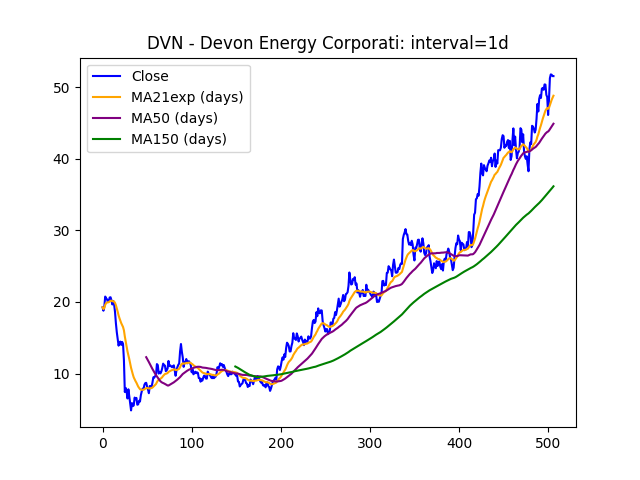 DVN - Devon Energy Corporati: interval=1d
Close
MA21exp (days)
MA50 (days)
MA150 (days)
50
40
30
20
10
0 100 200 300 400 500